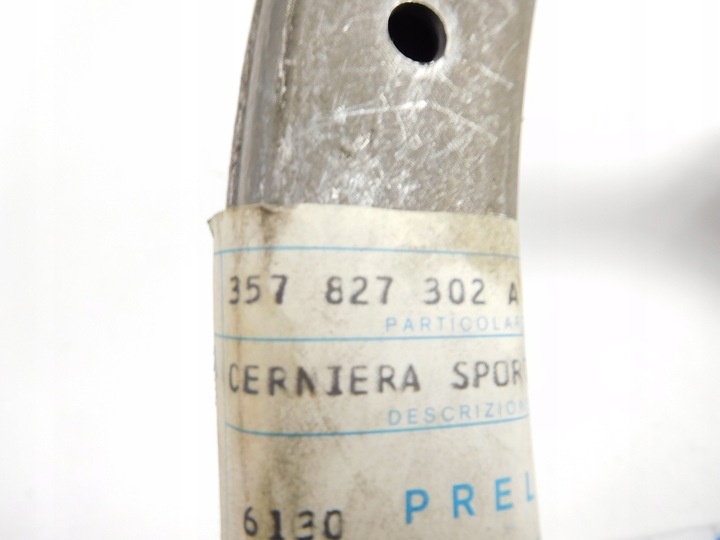 357 827 302 A
PARTICOLAR
CERNIERA SPOR
DESCRIZION
PREL
6130